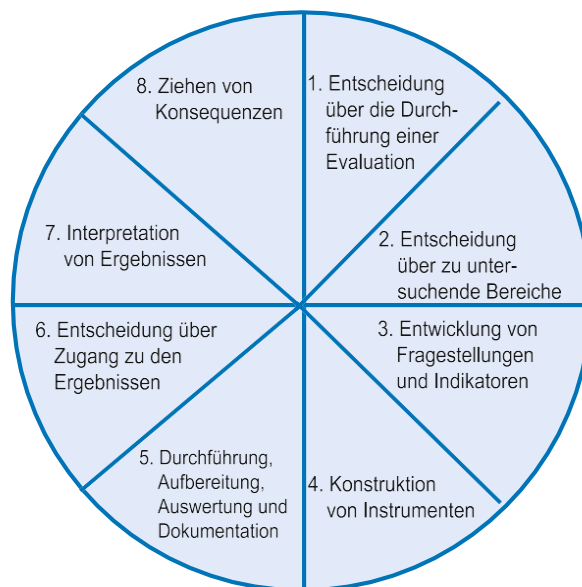 1. Entscheidung
über die Durch-
führung einer
Evaluation
2. Entscheidung
über zu unter-
suchende Bereiche
3. Entwicklung von
Fragestellungen
und Indikatoren
4. Konstruktion
von Instrumenten
5. Durchführung,
Aufbereitung,
Auswertung und
Dokumentation
6. Entscheidung über
Zugang zu den
Ergebnissen
7. Interpretation
von Ergebnissen
8. Ziehen von
Konsequenzen